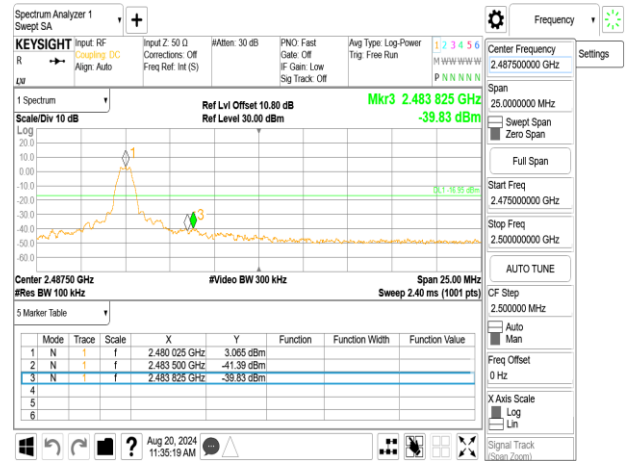 Spectrum Analyzer 1
Swept SA
Frequency
KEYSIGHT
R
Input: RF
Coupling: DC
Align: Auto
Input Z: 50 Ω
Corrections: Off
Freq Ref: Int (S)
#Atten: 30 dB
PNO: Fast
Gate: Off
IF Gain: Low
Sig Track: Off
Avg Type: Log-Power
Trig: Free Run
1 2 3 4 5 6
M W W W W W
P N N N N N
Settings
Center Frequency
2.487500000 GHz
Span
25.0000000 MHz
Swept Span
Zero Span
Full Span
Start Freq
2.475000000 GHz
Stop Freq
2.500000000 GHz
AUTO TUNE
CF Step
2.500000 MHz
Auto
Man
Freq Offset
0 Hz
X Axis Scale
Log
Lin
Signal Track
(Span Zoom)
1 Spectrum
Scale/Div 10 dB
Ref Lvl Offset 10.80 dB
Ref Level 30.00 dBm
Mkr3 2.483 825 GHz
-39.83 dBm
Log
20.0
10.0
0.00
-10.0
-20.0
-30.0
-40.0
-50.0
-60.0
1
3
DL1 -16.95 dBm
Center 2.48750 GHz
#Res BW 100 kHz
#Video BW 300 kHz
Span 25.00 MHz
Sweep 2.40 ms (1001 pts)
5 Marker Table
Mode Trace Scale X Y Function Function Width Function Value
1 N 1 f 2.480 025 GHz 3.065 dBm
2 N 1 f 2.483 500 GHz -41.39 dBm
3 N 1 f 2.483 825 GHz -39.83 dBm
4
5
6
?
Aug 20, 2024
11:35:19 AM